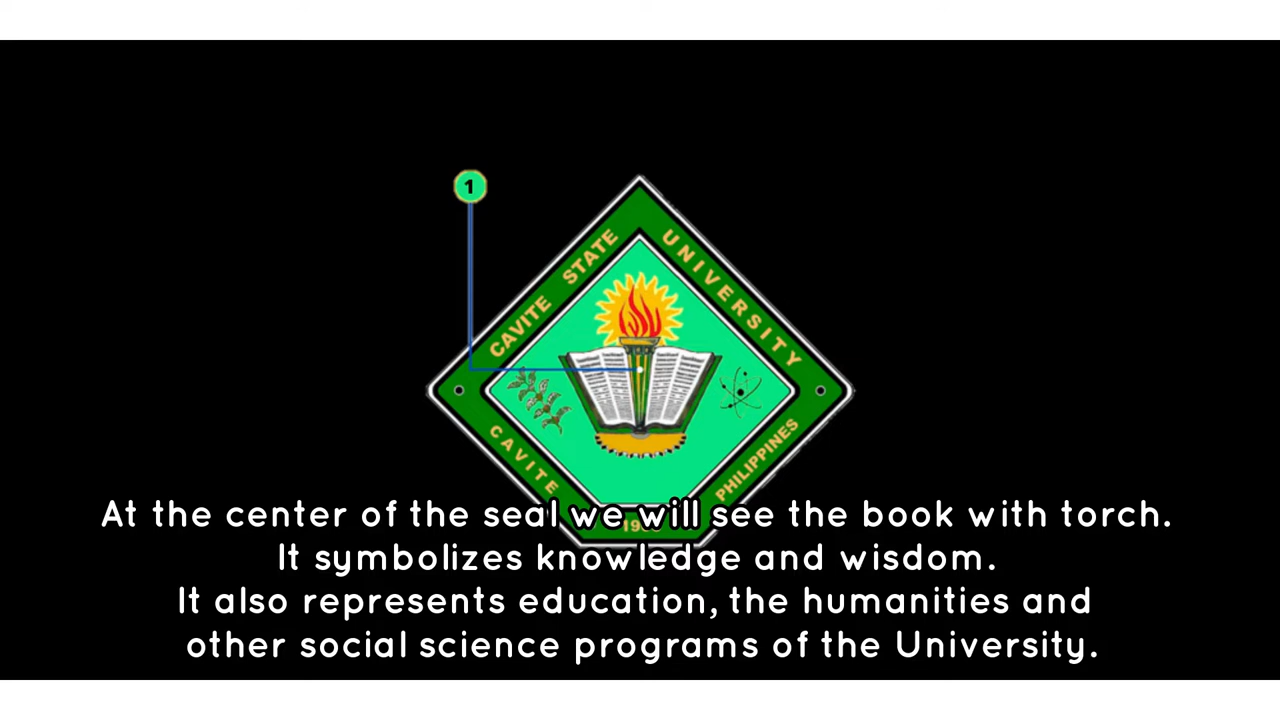 1
CAVITE STATE UNIVERSITY
CAVITE
PHILIPPINES
At the center of the seal we will see the book with torch.
It symbolizes knowledge and wisdom.
It also represents education, the humanities and
other social science programs of the University.